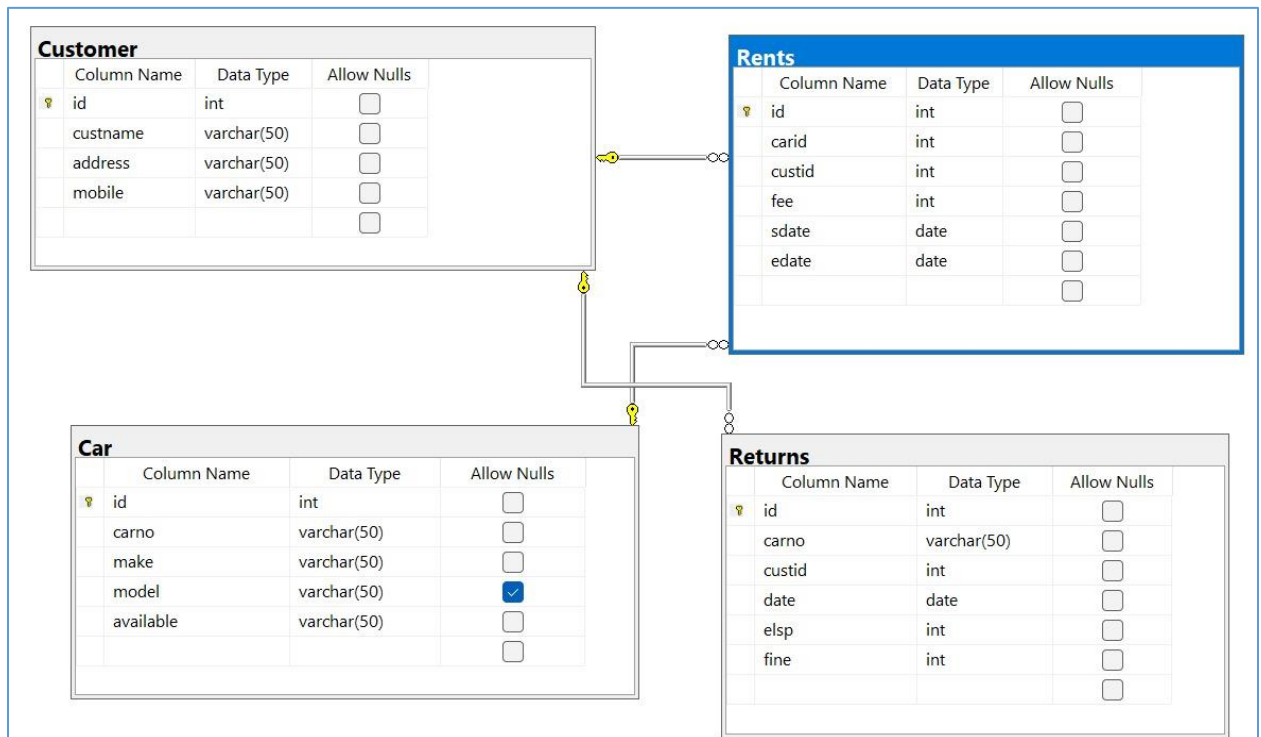 Customer
Column Name Data Type Allow Nulls
id int
custname varchar(50)
address varchar(50)
mobile varchar(50)
Rents
Column Name Data Type Allow Nulls
id int
carid int
custid int
fee int
sdate date
edate date
Car
Column Name Data Type Allow Nulls
id int
carno varchar(50)
make varchar(50)
model varchar(50)
available varchar(50)
Returns
Column Name Data Type Allow Nulls
id int
carno varchar(50)
custid int
date date
elsp int
fine int